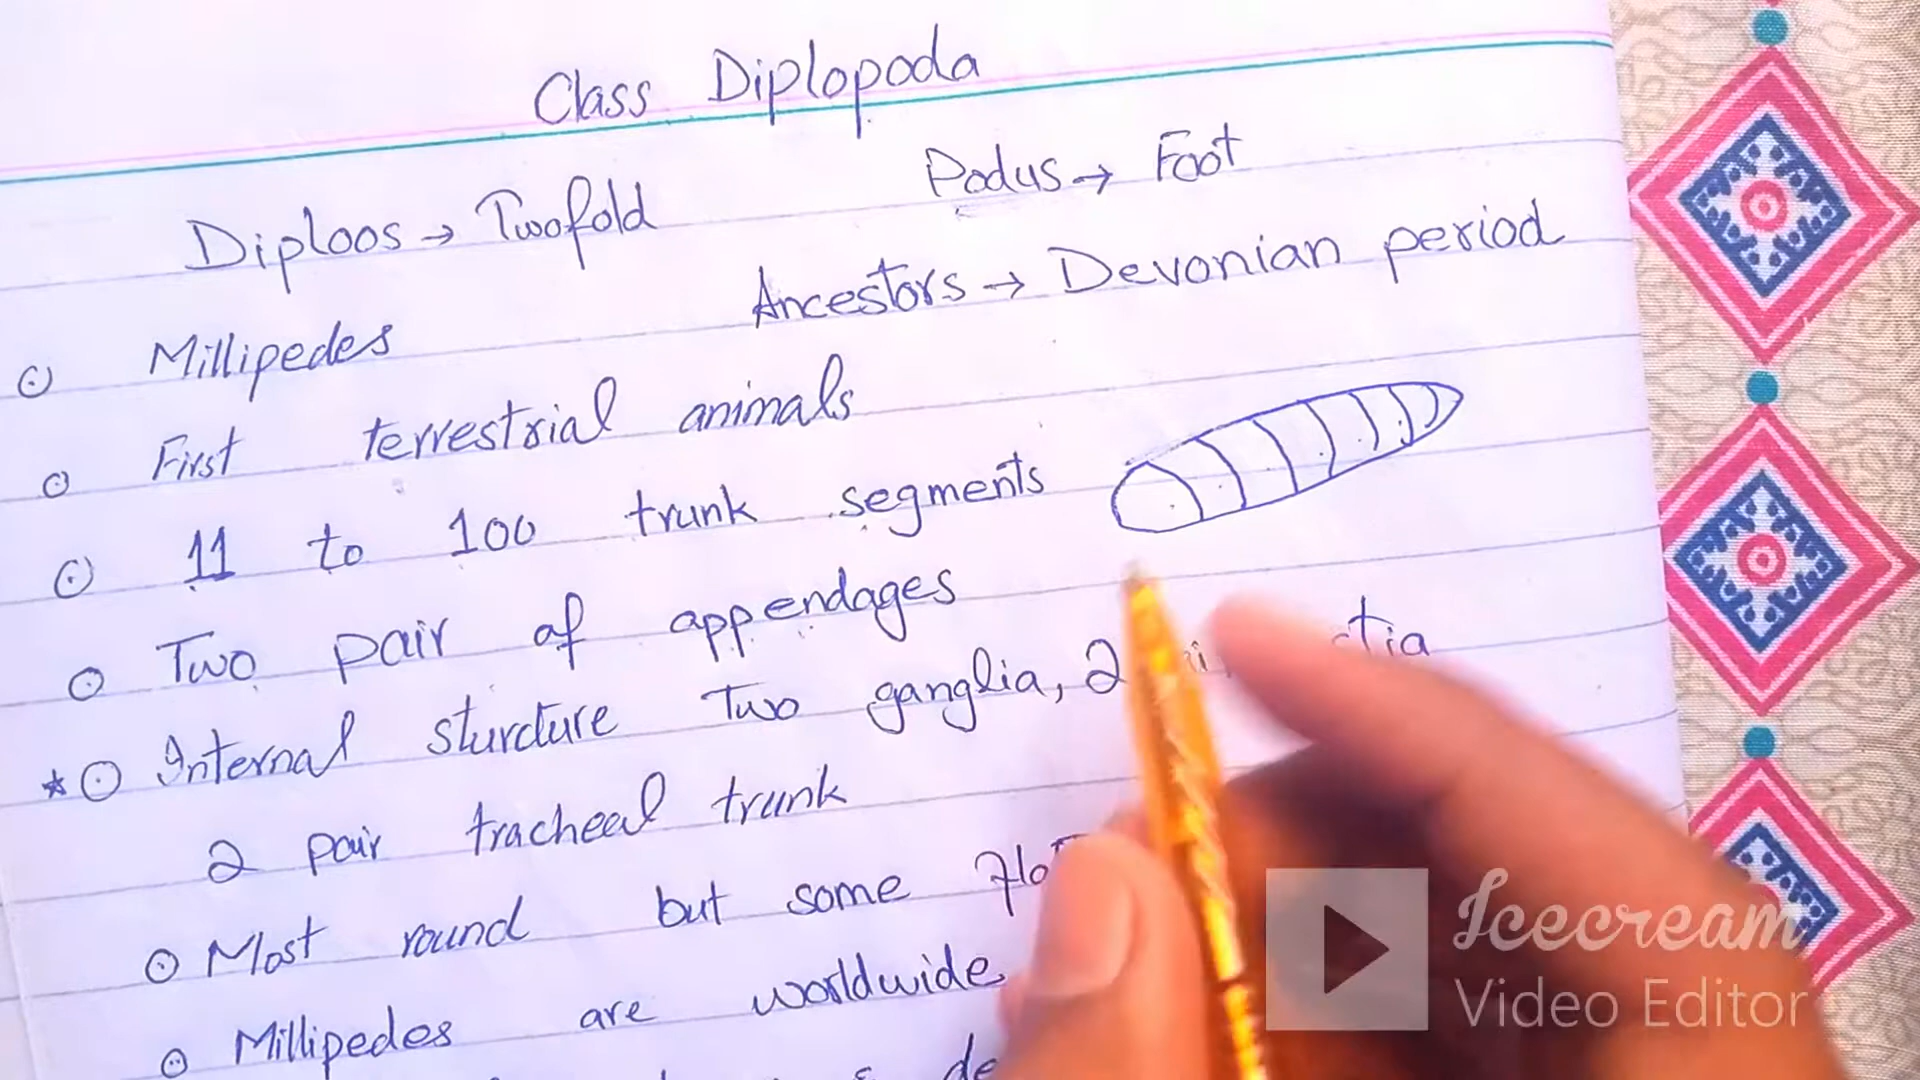 Class Diplopoda
Diploos → Twofold Podus → Foot
Ancestors → Devonian period
Millipedes
First terrestrial animals
11 to 100 trunk segments
Two pair of appendages
* Internal sturcture Two ganglia, 2
2 pair tracheal trunk
Most round but some
Millipedes are worldwide
Icecream
Video Editor